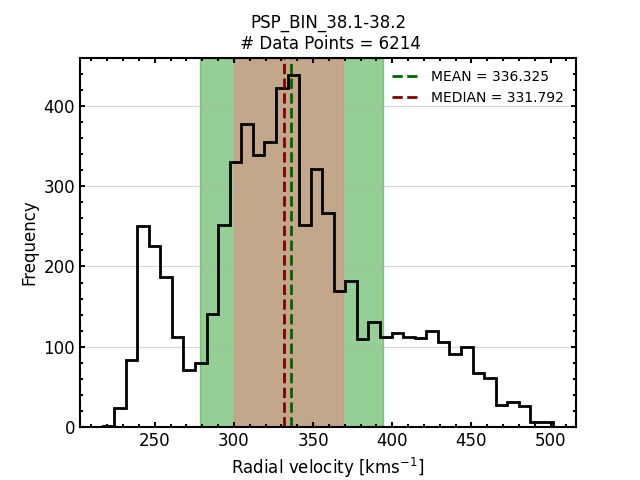 PSP_BIN_38.1-38.2
# Data Points = 6214
MEAN = 336.325
MEDIAN = 331.792
Frequency
400
300
200
100
0
250 300 350 400 450 500
Radial velocity [kms⁻¹]